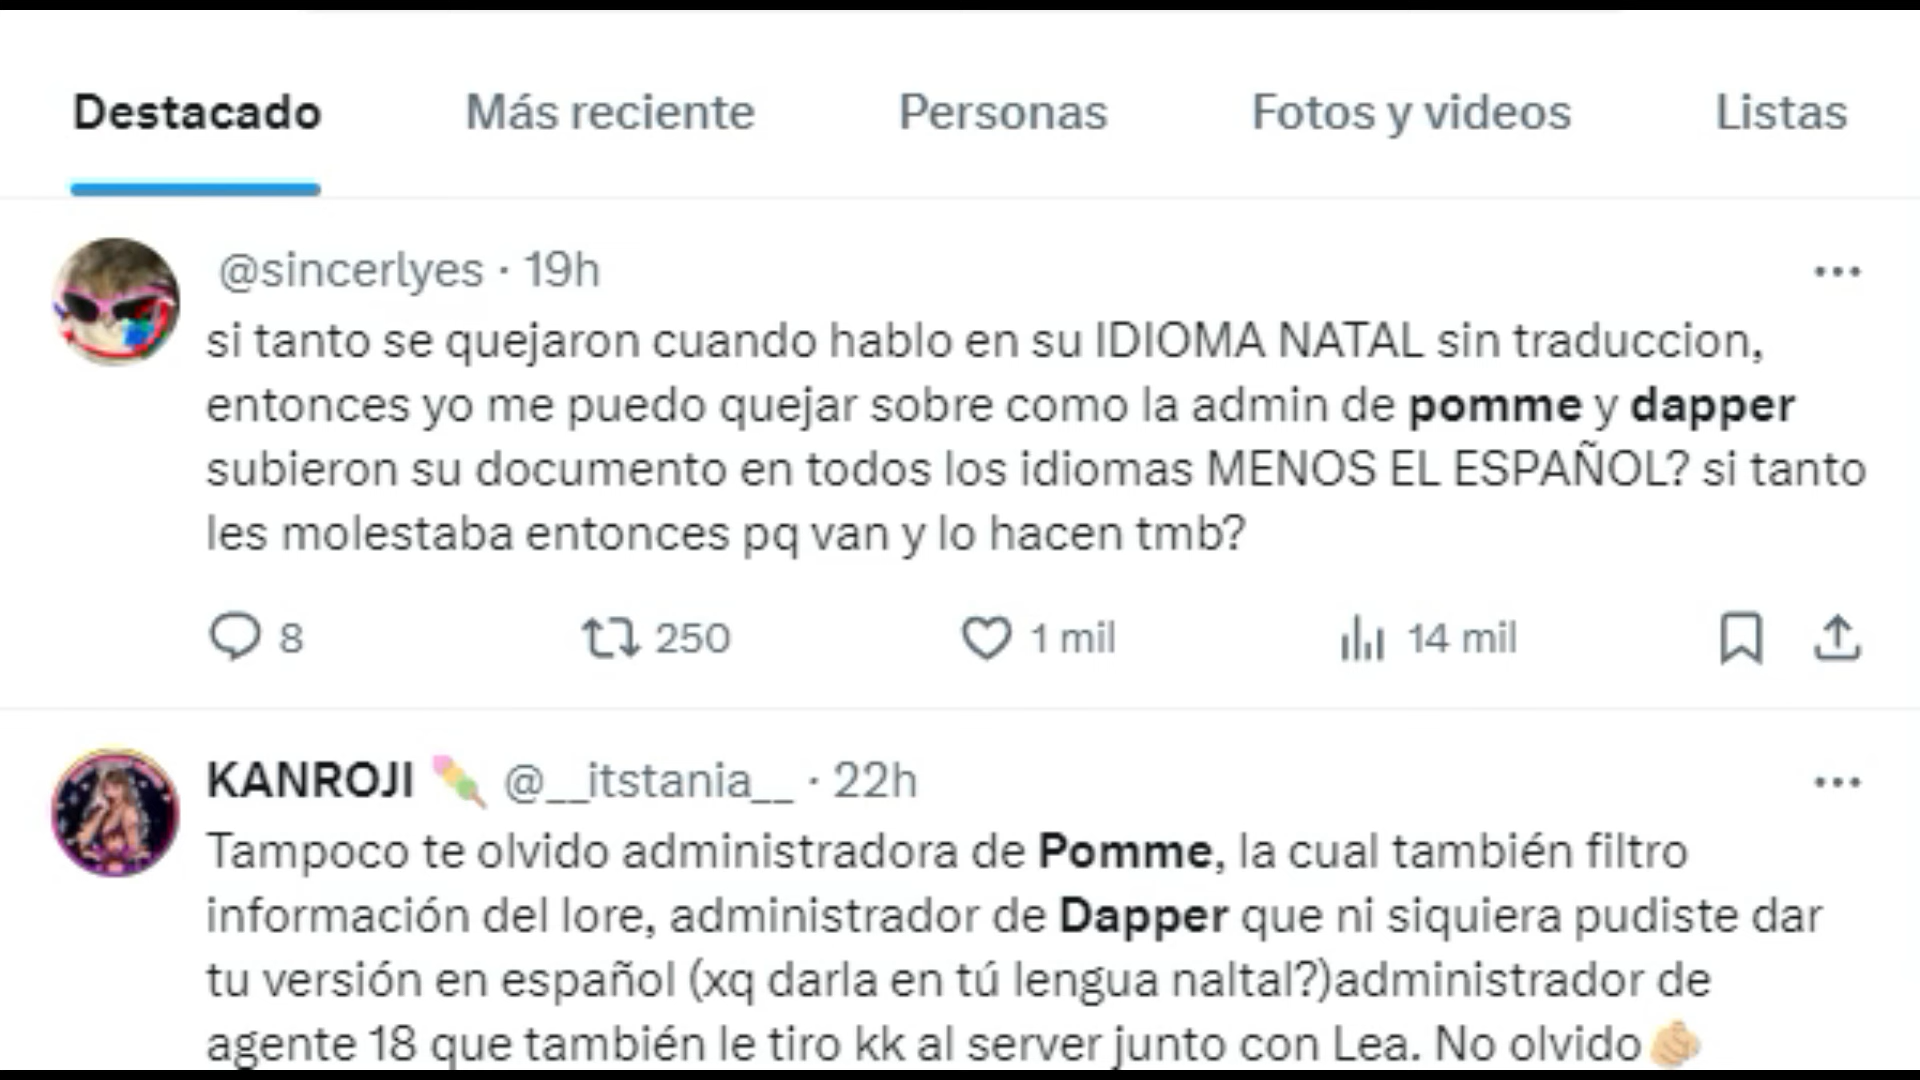 Destacado Más reciente Personas Fotos y videos Listas
@sincerlyes · 19h
si tanto se quejaron cuando hablo en su IDIOMA NATAL sin traduccion,
entonces yo me puedo quejar sobre como la admin de pomme y dapper
subieron su documento en todos los idiomas MENOS EL ESPAÑOL? si tanto
les molestaba entonces pq van y lo hacen tmb?
8 250 1 mil 14 mil
KANROJI 🍡 @__itstania__ · 22h
Tampoco te olvido administradora de Pomme, la cual también filtro
información del lore, administrador de Dapper que ni siquiera pudiste dar
tu versión en español (xq darla en tú lengua naltal?)administrador de
agente 18 que también le tiro kk al server junto con Lea. No olvido